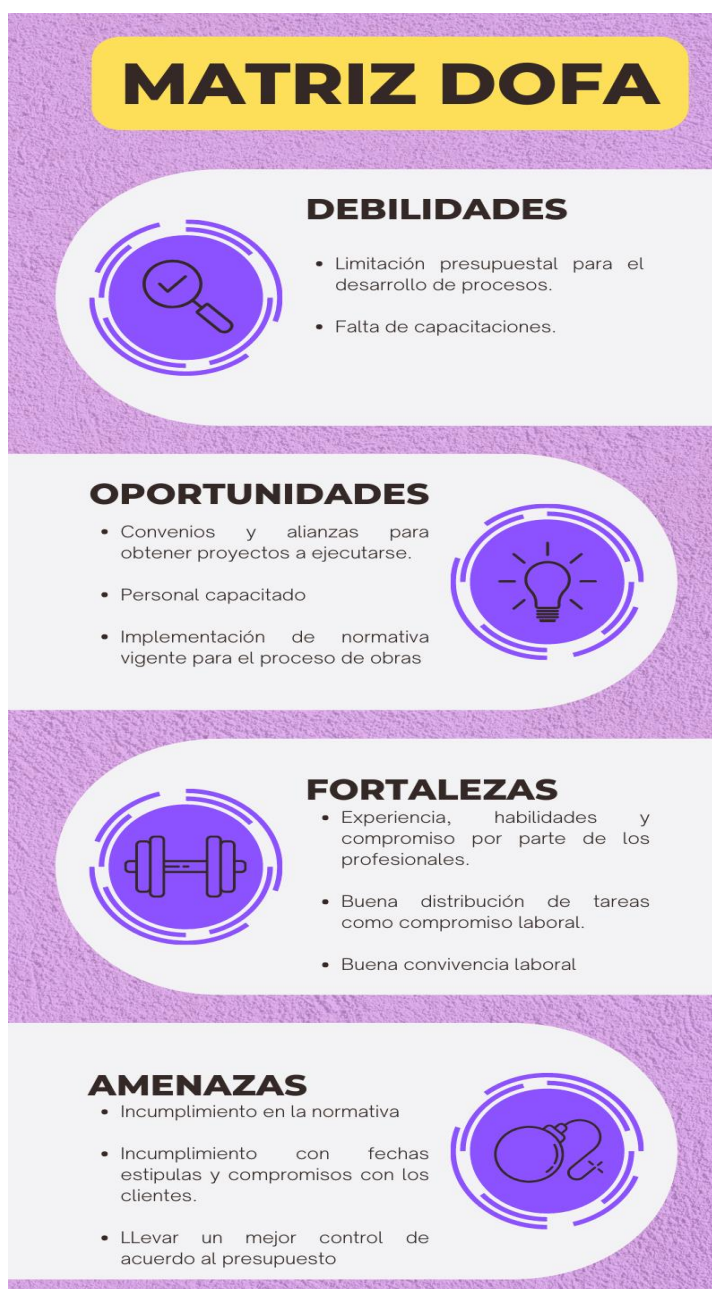 MATRIZ DOFA
DEBILIDADES
• Limitación presupuestal para el
desarrollo de procesos.
• Falta de capacitaciones.
OPORTUNIDADES
• Convenios y alianzas para
obtener proyectos a ejecutarse.
• Personal capacitado
• Implementación de normativa
vigente para el proceso de obras
FORTALEZAS
• Experiencia, habilidades y
compromiso por parte de los
profesionales.
• Buena distribución de tareas
como compromiso laboral.
• Buena convivencia laboral
AMENAZAS
• Incumplimiento en la normativa
• Incumplimiento con fechas
estipulas y compromisos con los
clientes.
• LLevar un mejor control de
acuerdo al presupuesto